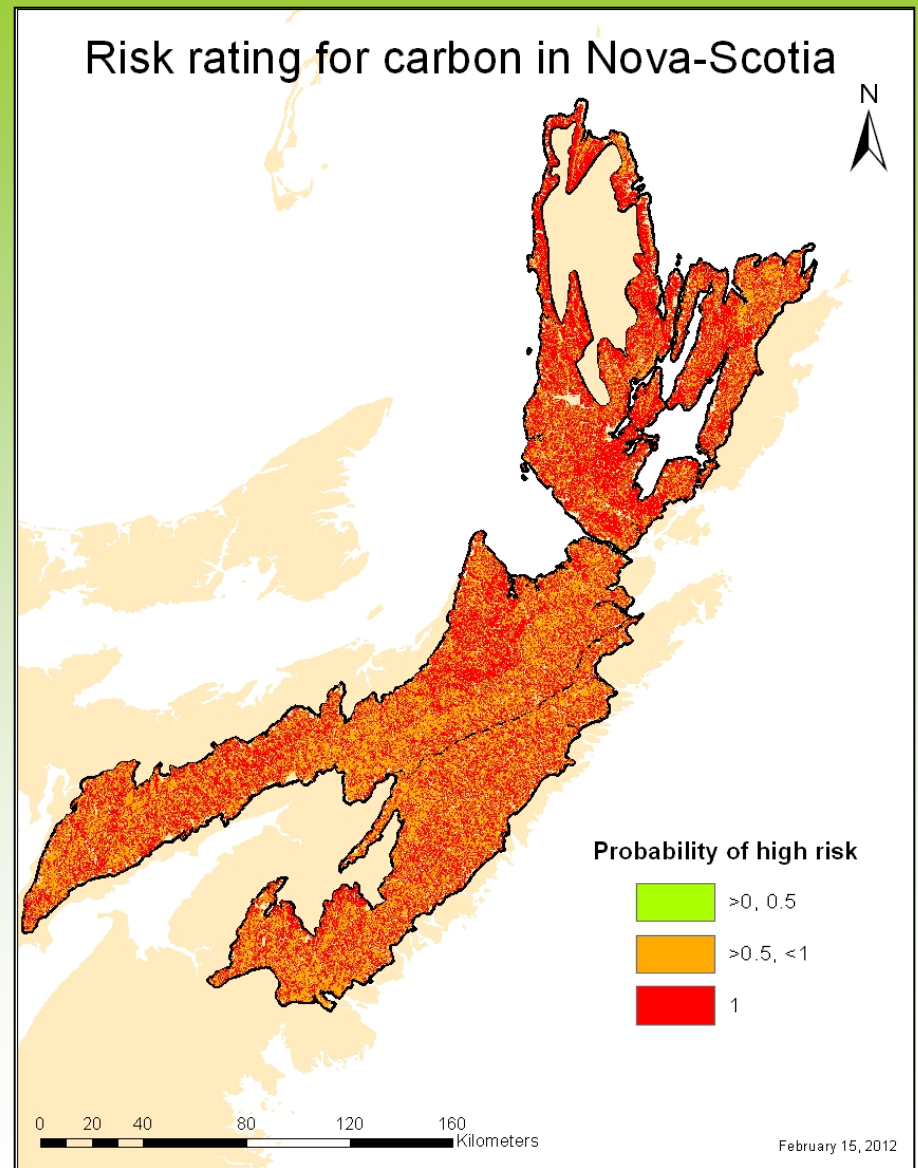 Risk rating for carbon in Nova-Scotia
N
Probability of high risk
>0, 0.5
>0.5, <1
1
0 20 40 80 120 160
Kilometers
February 15, 2012